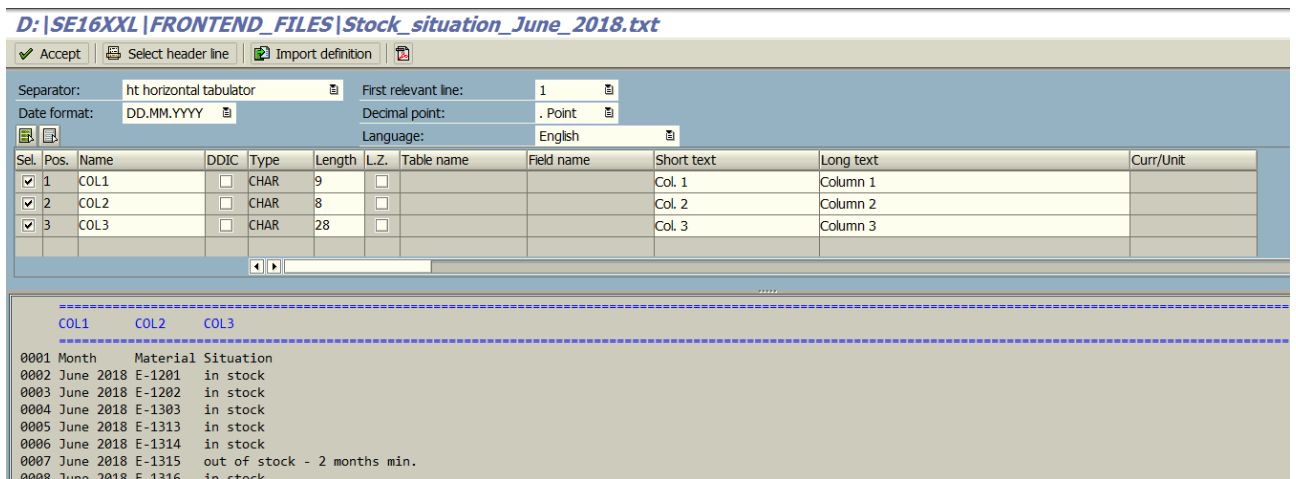 D:|SE16XXL|FRONTEND_FILES|Stock_situation_June_2018.txt
Accept Select header line Import definition
Separator: ht horizontal tabulator First relevant line: 1
Date format: DD.MM.YYYY Decimal point: . Point
Language: English
Sel. Pos. Name DDIC Type Length L.Z. Table name Field name Short text Long text Curr/Unit
1 COL1 CHAR 9 Col. 1 Column 1
2 COL2 CHAR 8 Col. 2 Column 2
3 COL3 CHAR 28 Col. 3 Column 3
COL1 COL2 COL3
0001 Month Material Situation
0002 June 2018 E-1201 in stock
0003 June 2018 E-1202 in stock
0004 June 2018 E-1303 in stock
0005 June 2018 E-1313 in stock
0006 June 2018 E-1314 in stock
0007 June 2018 E-1315 out of stock - 2 months min.
0008 June 2018 E-1316 in stock